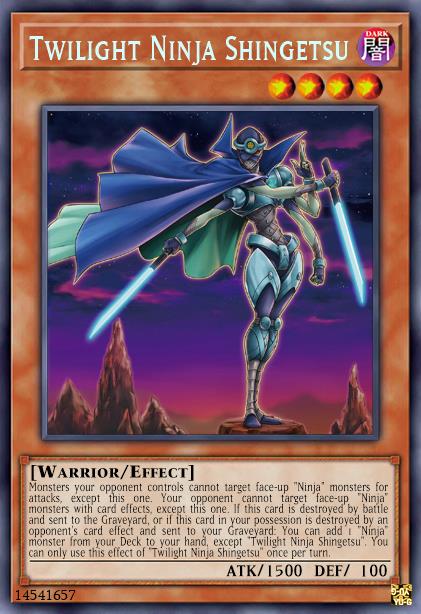 Twilight Ninja Shingetsu
DARK
闇
[Warrior/Effect]
Monsters your opponent controls cannot target face-up "Ninja" monsters for
attacks, except this one. Your opponent cannot target face-up "Ninja"
monsters with card effects, except this one. If this card is destroyed by battle
and sent to the Graveyard, or if this card in your possession is destroyed by an
opponent's card effect and sent to your Graveyard: You can add 1 "Ninja"
monster from your Deck to your hand, except "Twilight Ninja Shingetsu". You
can only use this effect of "Twilight Ninja Shingetsu" once per turn.
ATK/1500 DEF/ 100
14541657